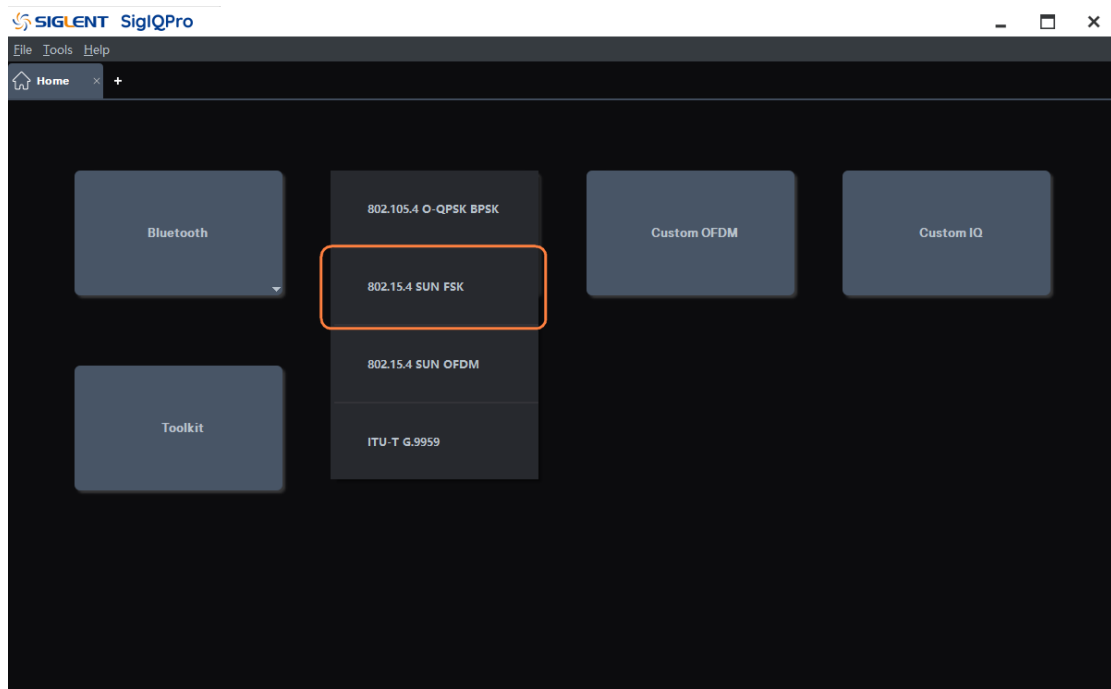 SIGLENT SigIQPro
File Tools Help
Home × +
Bluetooth
802.105.4 O-QPSK BPSK
802.15.4 SUN FSK
802.15.4 SUN OFDM
ITU-T G.9959
Custom OFDM
Custom IQ
Toolkit